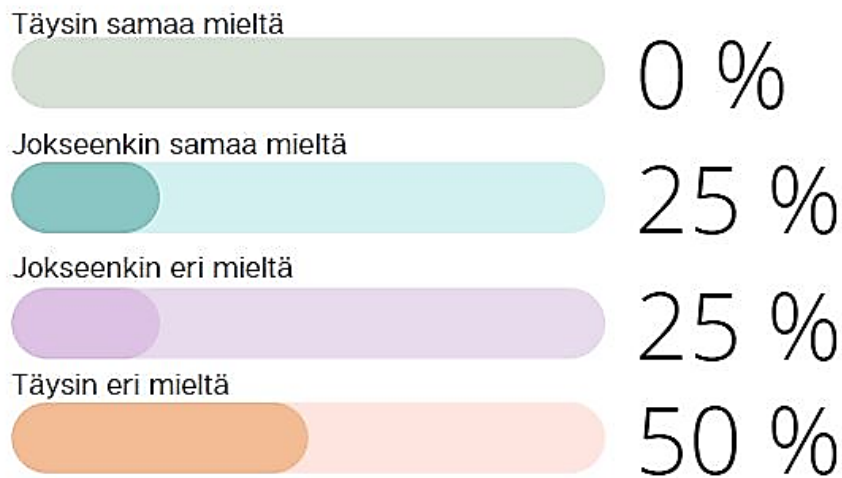 Täysin samaa mieltä
0 %
Jokseenkin samaa mieltä
25 %
Jokseenkin eri mieltä
25 %
Täysin eri mieltä
50 %